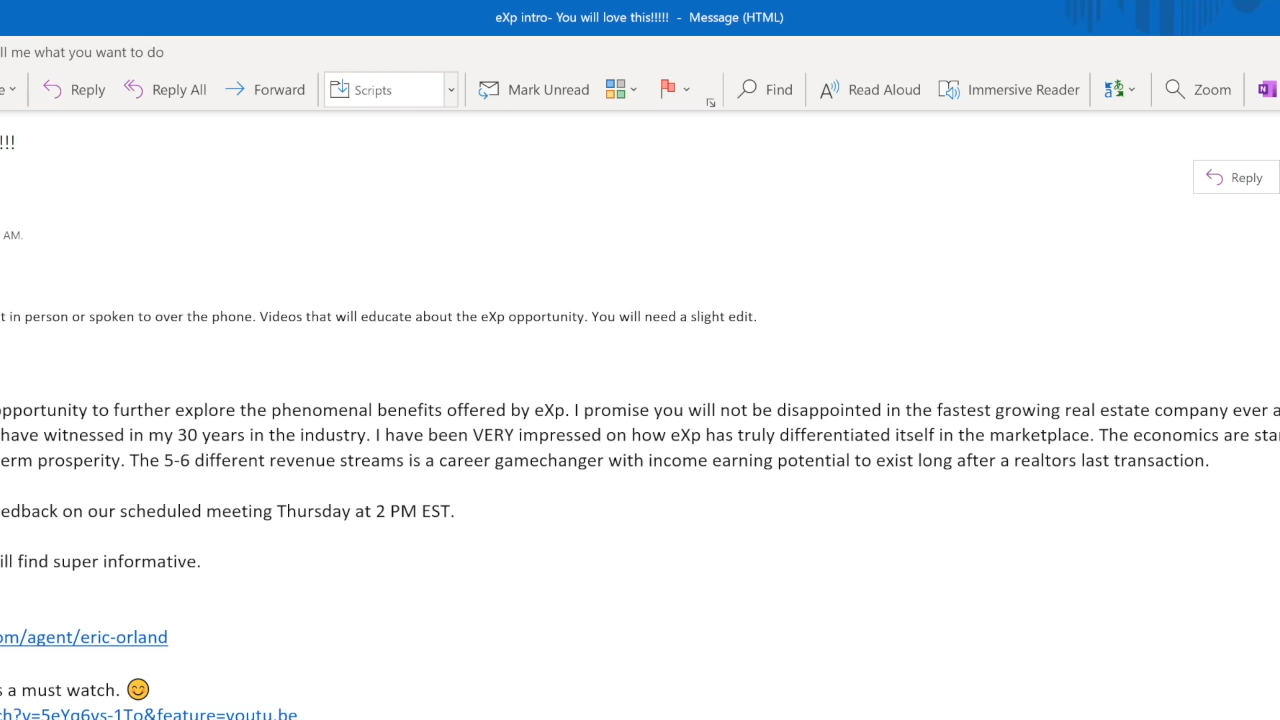 eXp intro- You will love this!!!!! - Message (HTML)
ll me what you want to do
e Reply Reply All Forward Scripts Mark Unread Find Read Aloud Immersive Reader Zoom N
!!!
Reply
AM.
t in person or spoken to over the phone. Videos that will educate about the eXp opportunity. You will need a slight edit.
opportunity to further explore the phenomenal benefits offered by eXp. I promise you will not be disappointed in the fastest growing real estate company ever a
have witnessed in my 30 years in the industry. I have been VERY impressed on how eXp has truly differentiated itself in the marketplace. The economics are sta
erm prosperity. The 5-6 different revenue streams is a career gamechanger with income earning potential to exist long after a realtors last transaction.
edback on our scheduled meeting Thursday at 2 PM EST.
ill find super informative.
om/agent/eric-orland
s a must watch. 😊
ch?v=5eYq6vs-1To&feature=youtu.be